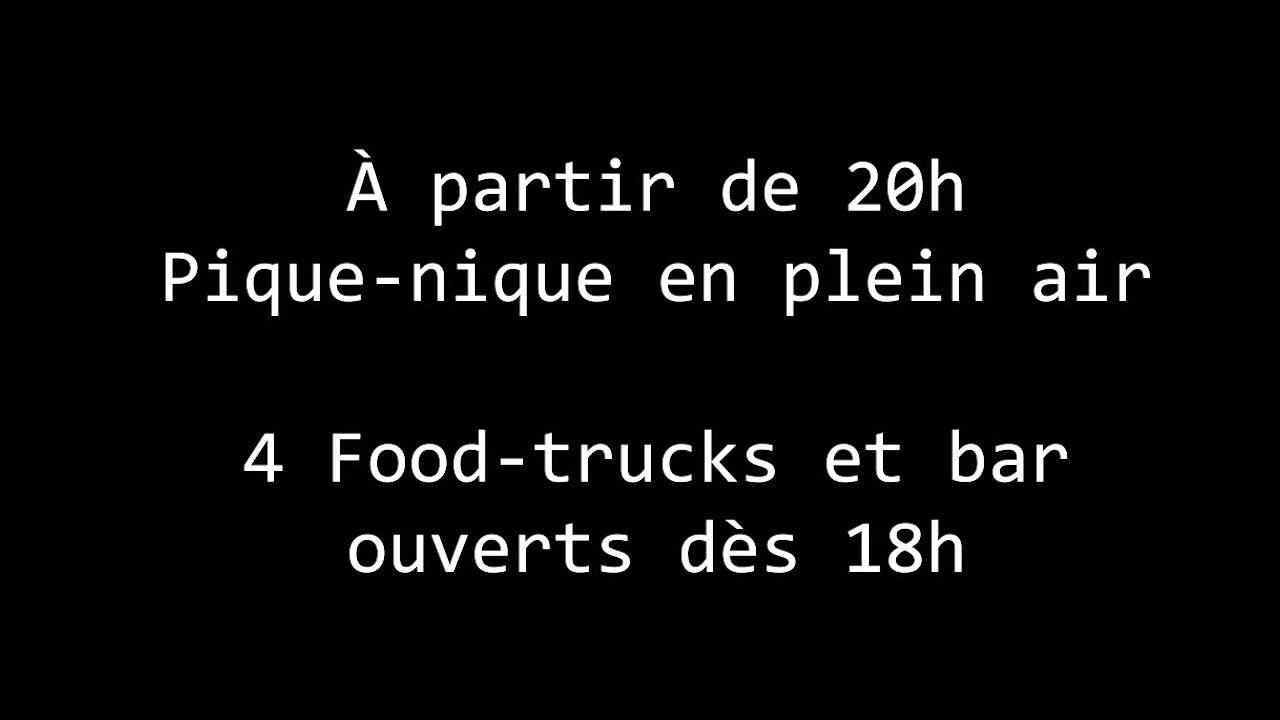 À partir de 20h
Pique-nique en plein air
4 Food-trucks et bar
ouverts dès 18h